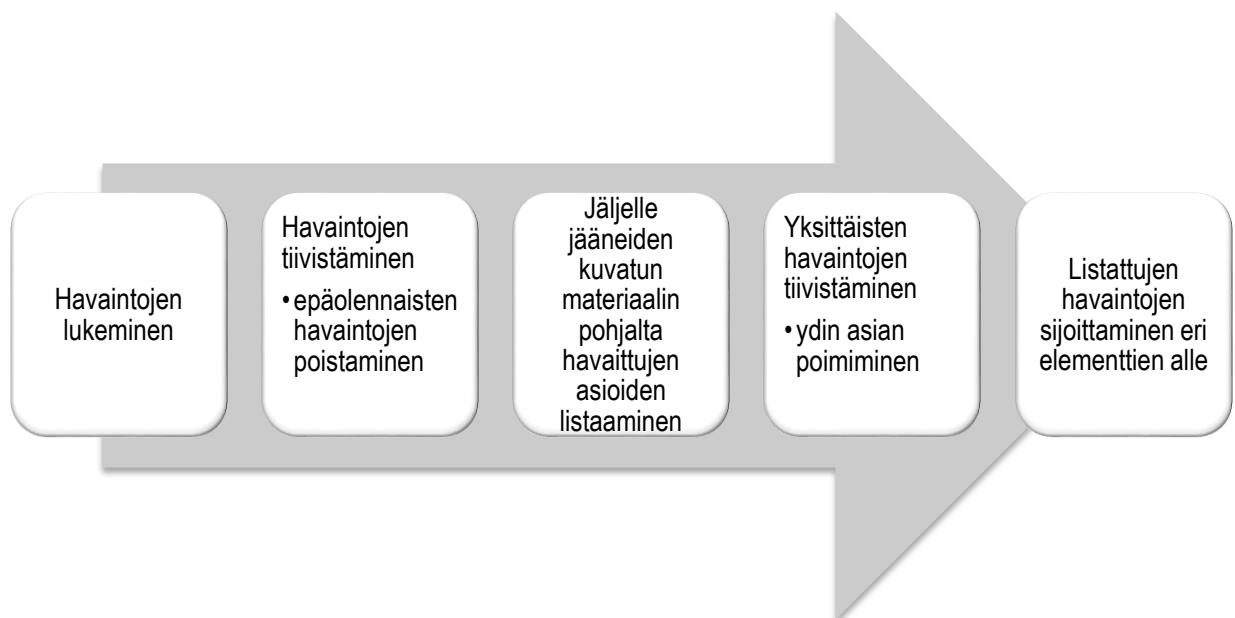 Havaintojen
lukeminen
Havaintojen
tiivistäminen
• epäolennaisten
havaintojen
poistaminen
Jäljelle
jääneiden
kuvatun
materiaalin
pohjalta
havaittujen
asioiden
listaaminen
Yksittäisten
havaintojen
tiivistäminen
• ydin asian
poimiminen
Listattujen
havaintojen
sijoittaminen eri
elementtien alle